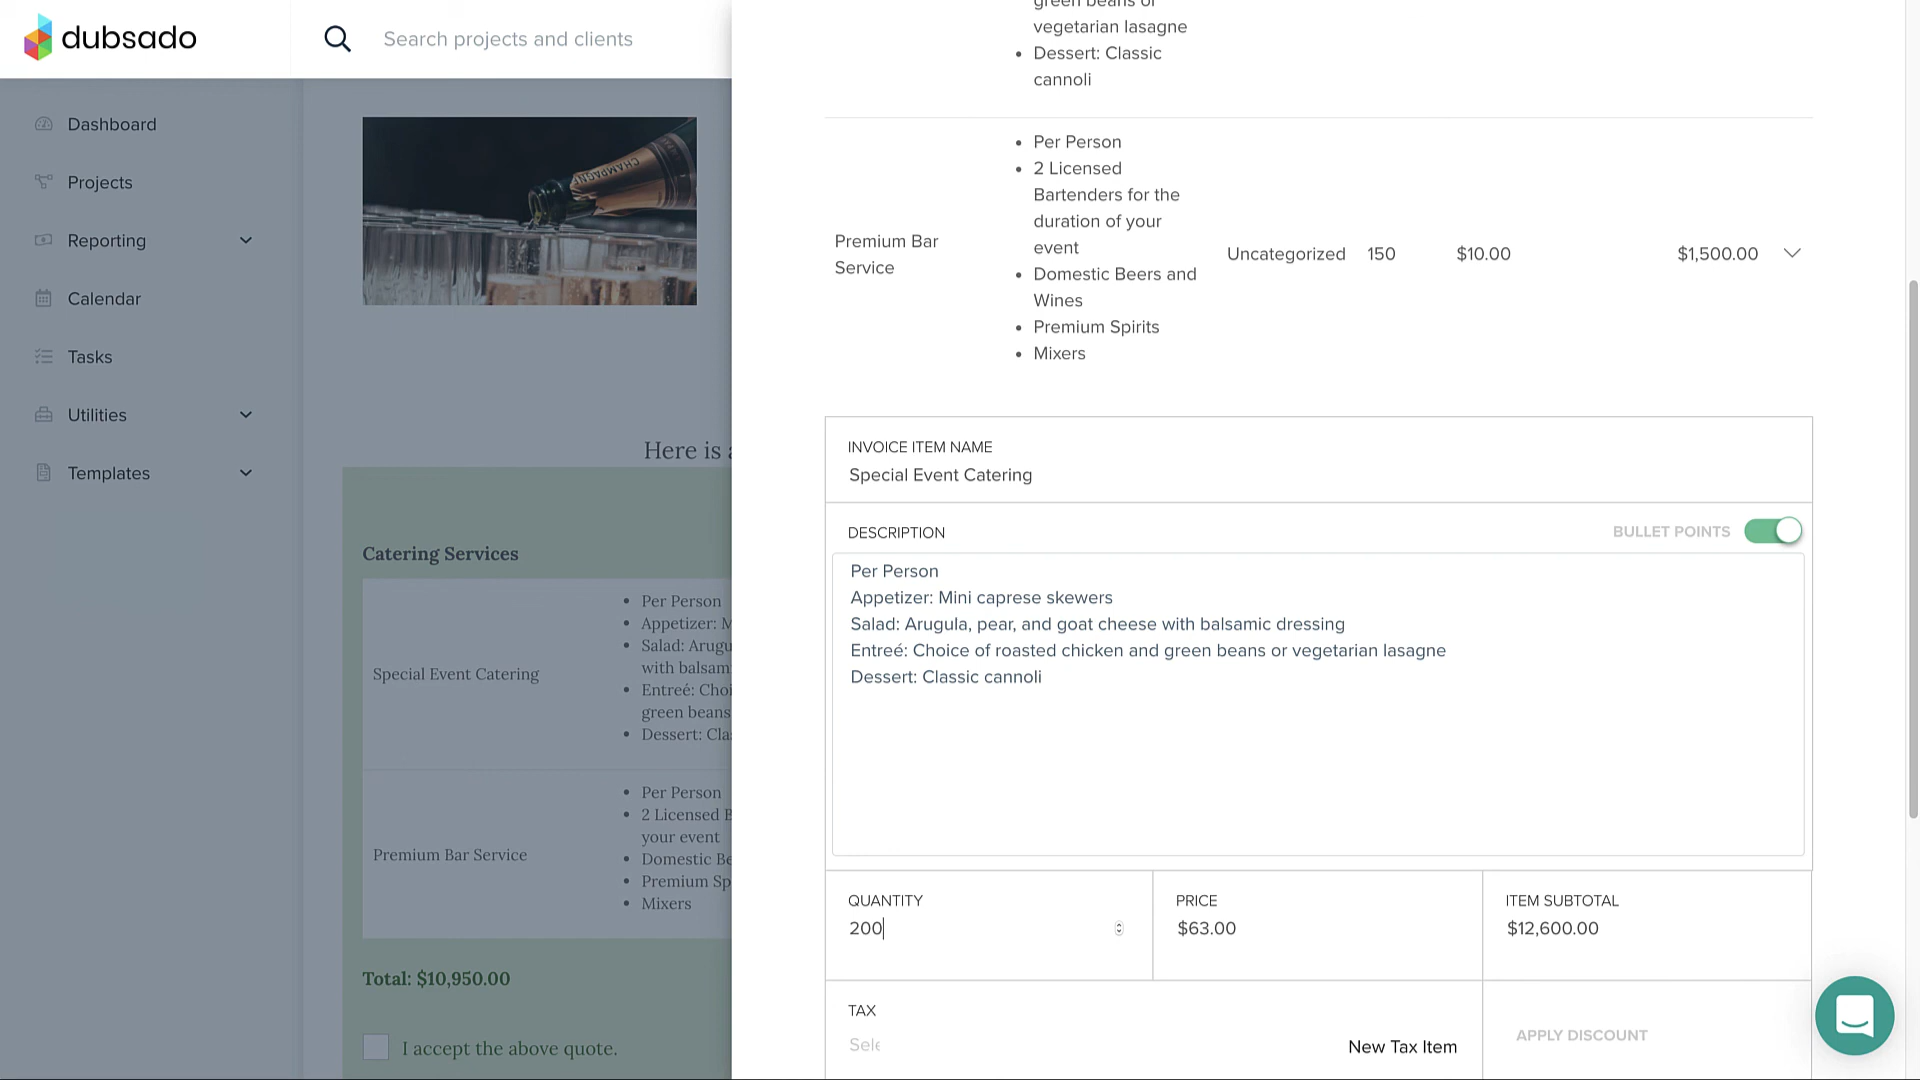 dubsado
Search projects and clients
Dashboard
Projects
Reporting
Calendar
Tasks
Utilities
Templates
CHAMPAGNE
Here is
Catering Services
Special Event Catering
Per Person
Appetizer: M
Salad: Arugu
with balsam
Entreé: Choi
green beans
Dessert: Cla
Premium Bar Service
Per Person
2 Licensed B
your event
Domestic Be
Premium Sp
Mixers
Total: $10,950.00
I accept the above quote.
green beans or
vegetarian lasagne
Dessert: Classic
cannoli
Premium Bar
Service
Per Person
2 Licensed
Bartenders for the
duration of your
event
Domestic Beers and
Wines
Premium Spirits
Mixers
Uncategorized 150 $10.00 $1,500.00
INVOICE ITEM NAME
Special Event Catering
DESCRIPTION
BULLET POINTS
Per Person
Appetizer: Mini caprese skewers
Salad: Arugula, pear, and goat cheese with balsamic dressing
Entreé: Choice of roasted chicken and green beans or vegetarian lasagne
Dessert: Classic cannoli
QUANTITY
200
PRICE
$63.00
ITEM SUBTOTAL
$12,600.00
TAX
Sele
New Tax Item
APPLY DISCOUNT